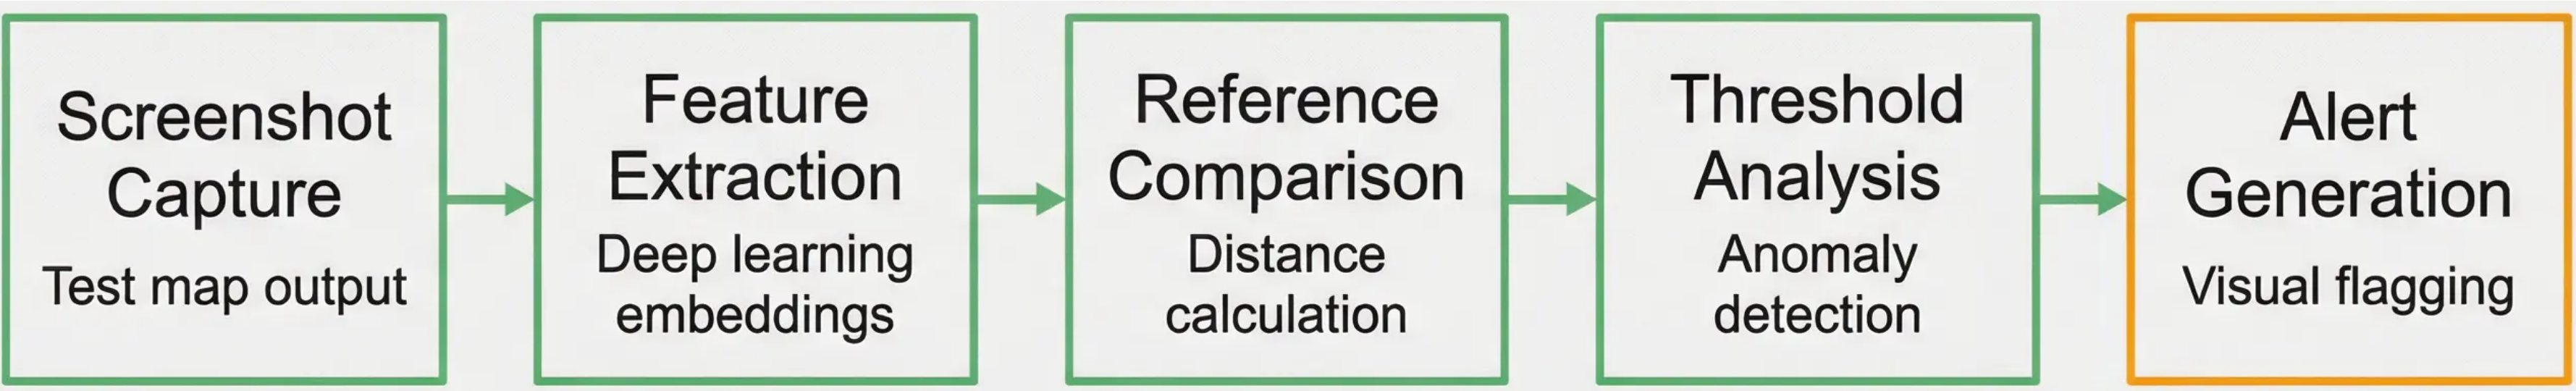 Screenshot
Capture
Test map output
Feature
Extraction
Deep learning
embeddings
Reference
Comparison
Distance
calculation
Threshold
Analysis
Anomaly
detection
Alert
Generation
Visual flagging